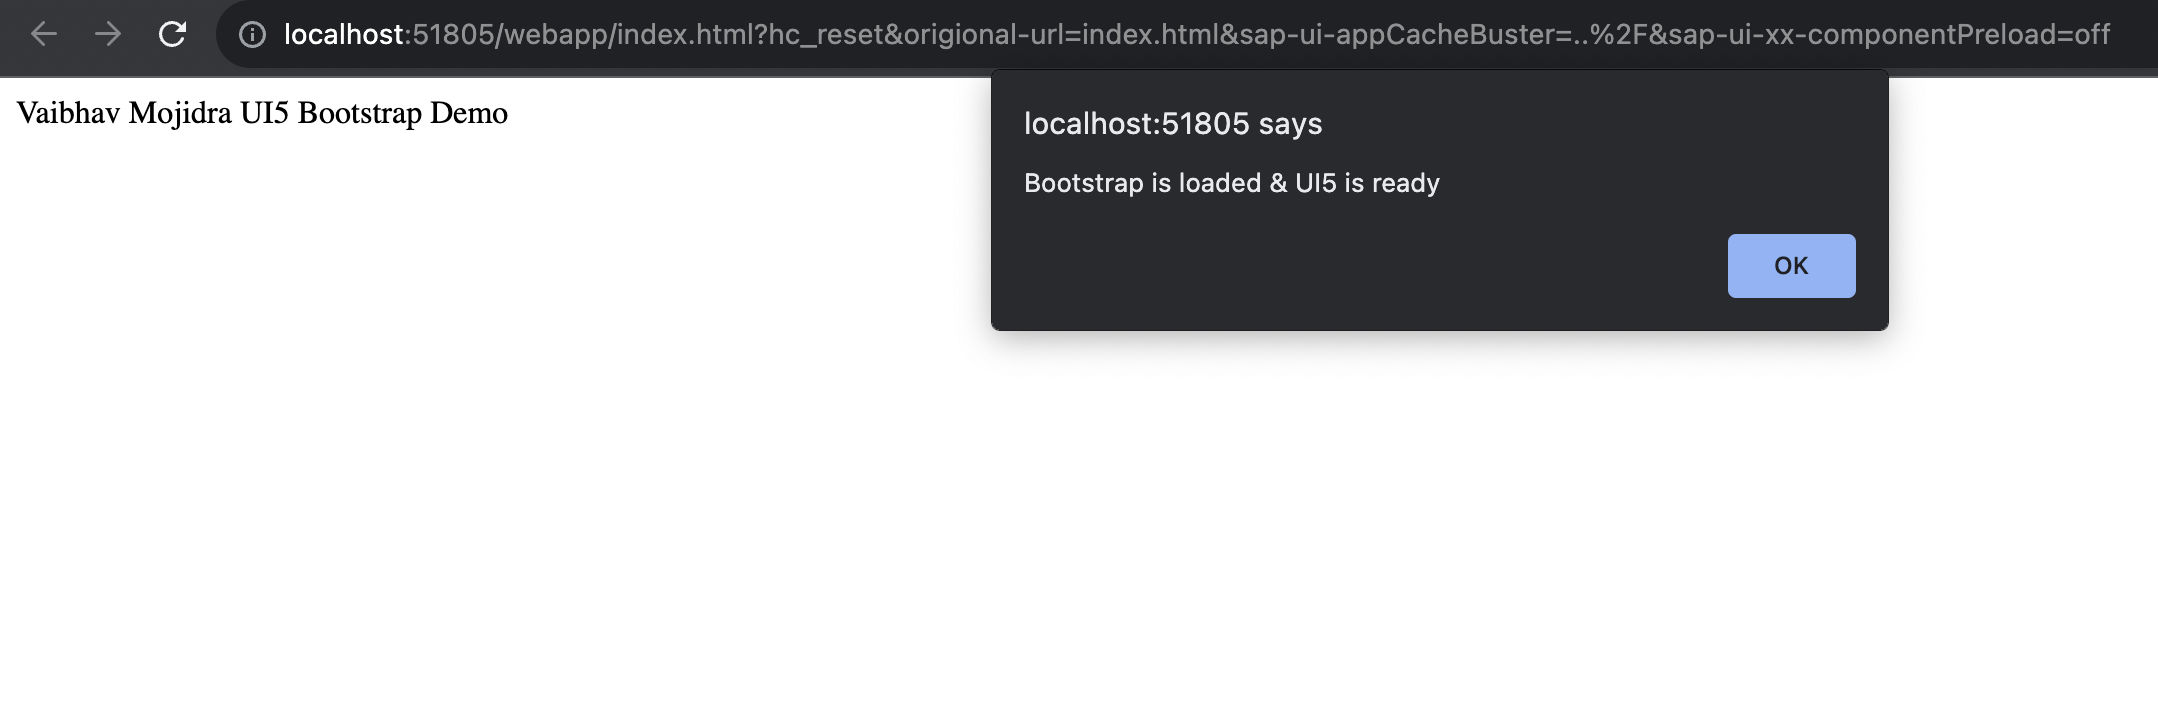 localhost:51805/webapp/index.html?hc_reset&origional-url=index.html&sap-ui-appCacheBuster=..%2F&sap-ui-xx-componentPreload=off
Vaibhav Mojidra UI5 Bootstrap Demo
localhost:51805 says
Bootstrap is loaded & UI5 is ready
OK